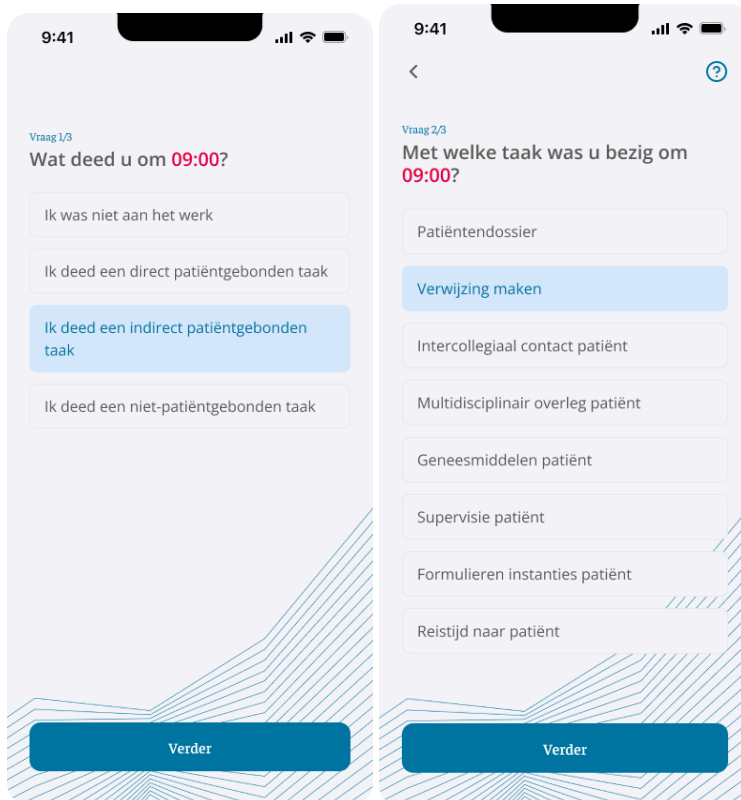 9:41
Vraag 1/3
Wat deed u om 09:00?
Ik was niet aan het werk
Ik deed een direct patiëntgebonden taak
Ik deed een indirect patiëntgebonden
taak
Ik deed een niet-patiëntgebonden taak
Verder
9:41
Vraag 2/3
Met welke taak was u bezig om
09:00?
Patiëntendossier
Verwijzing maken
Intercollegiaal contact patiënt
Multidisciplinair overleg patiënt
Geneesmiddelen patiënt
Supervisie patiënt
Formulieren instanties patiënt
Reistijd naar patiënt
Verder